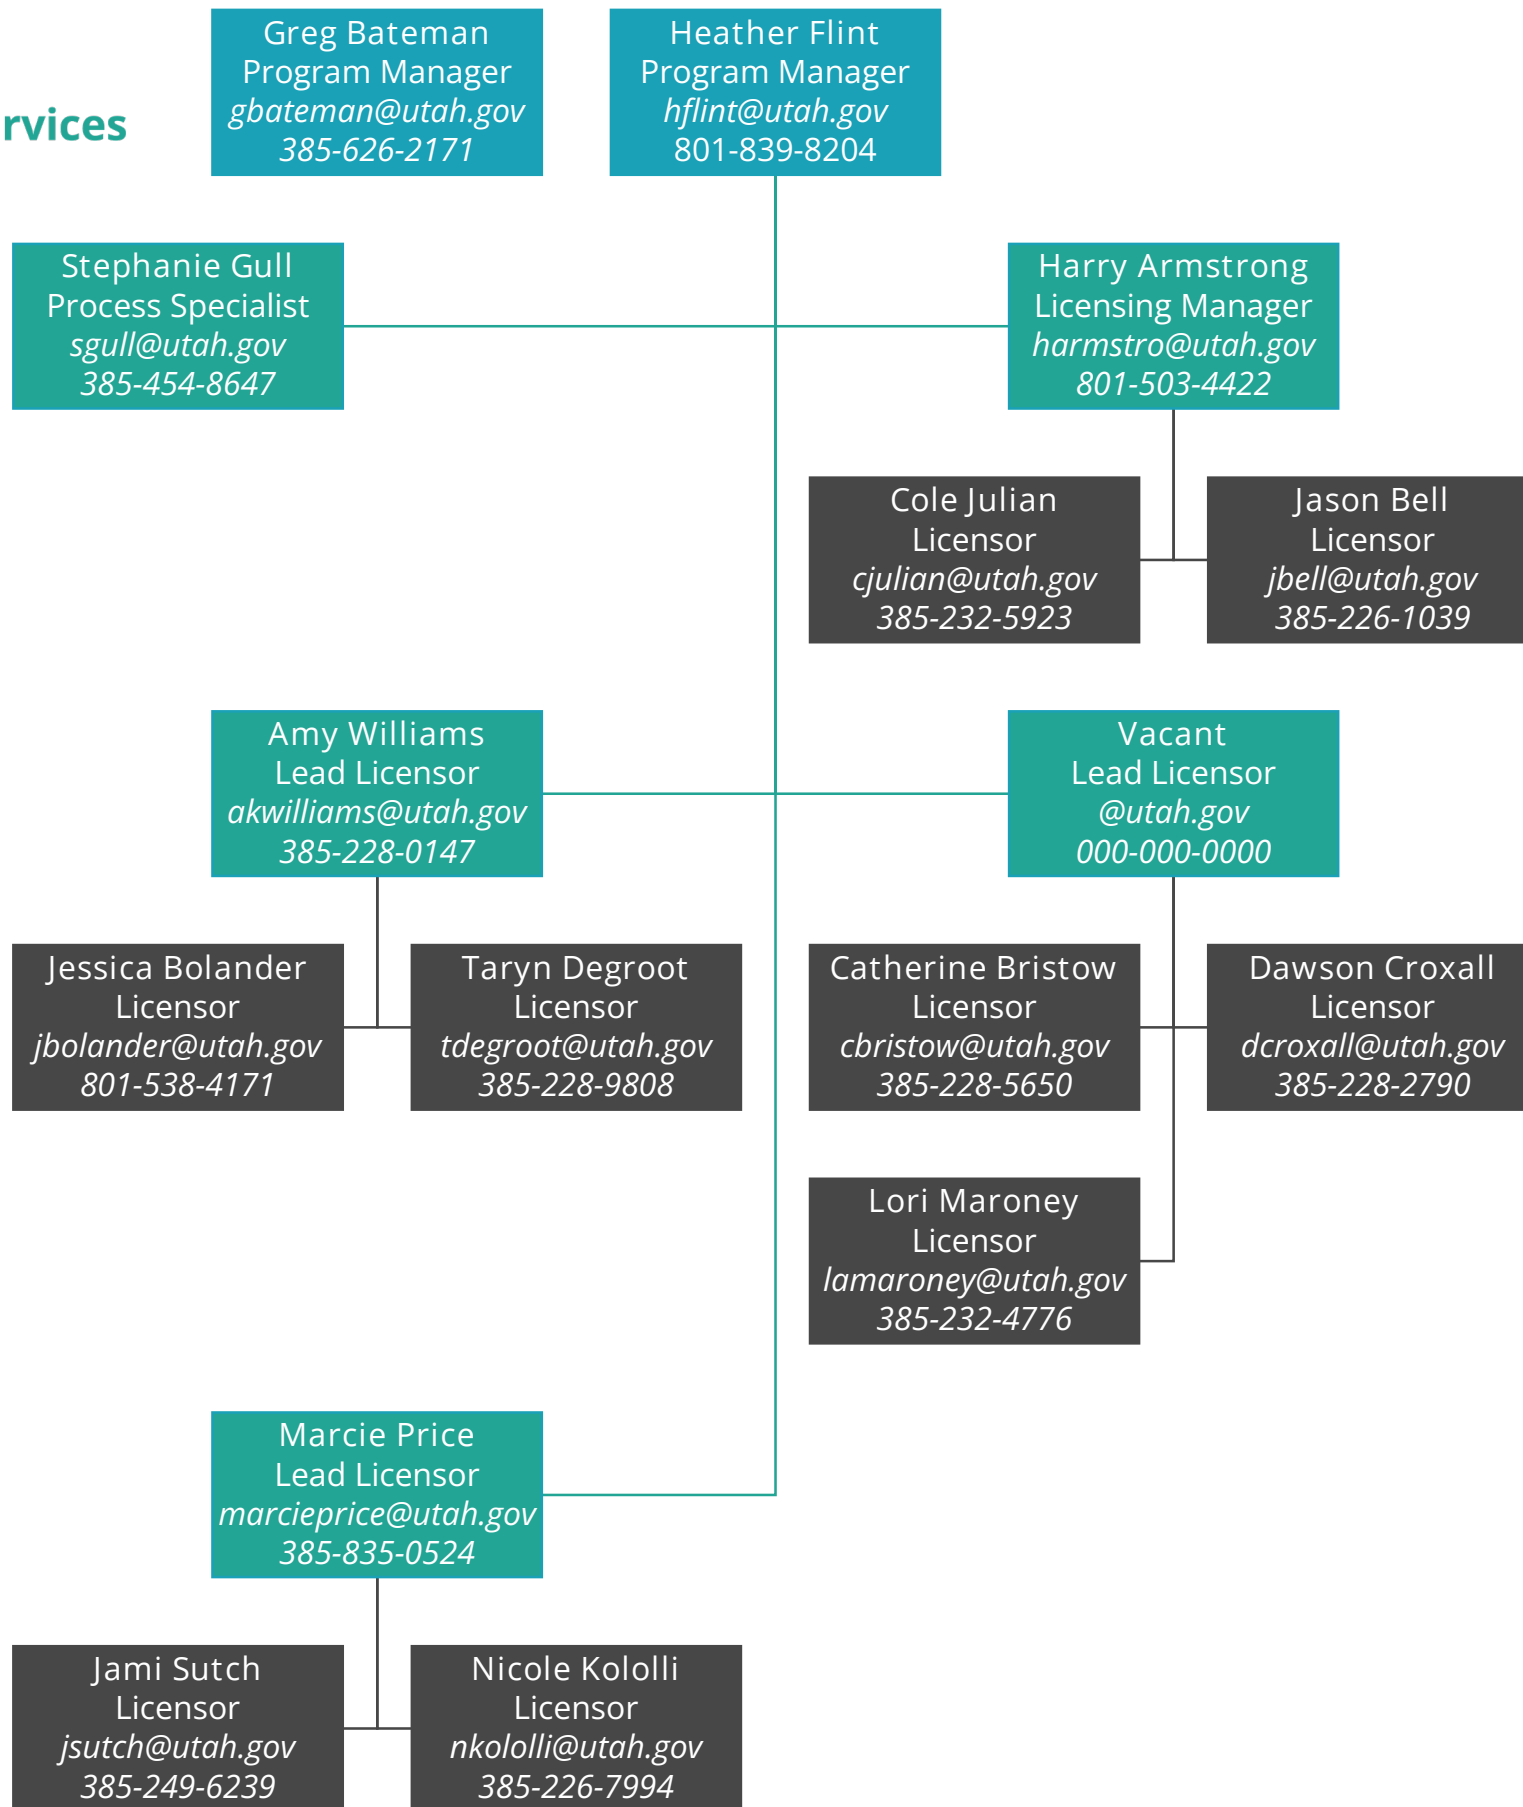 rvices
Greg Bateman
Program Manager
gbateman@utah.gov
385-626-2171
Heather Flint
Program Manager
hflint@utah.gov
801-839-8204
Stephanie Gull
Process Specialist
sgull@utah.gov
385-454-8647
Harry Armstrong
Licensing Manager
harmstro@utah.gov
801-503-4422
Cole Julian
Licensor
cjulian@utah.gov
385-232-5923
Jason Bell
Licensor
jbell@utah.gov
385-226-1039
Amy Williams
Lead Licensor
akwilliams@utah.gov
385-228-0147
Vacant
Lead Licensor
@utah.gov
000-000-0000
Jessica Bolander
Licensor
jbolander@utah.gov
801-538-4171
Taryn Degroot
Licensor
tdegroot@utah.gov
385-228-9808
Catherine Bristow
Licensor
cbristow@utah.gov
385-228-5650
Dawson Croxall
Licensor
dcroxall@utah.gov
385-228-2790
Lori Maroney
Licensor
lamaroney@utah.gov
385-232-4776
Marcie Price
Lead Licensor
marcieprice@utah.gov
385-835-0524
Jami Sutch
Licensor
jsutch@utah.gov
385-249-6239
Nicole Kololli
Licensor
nkololli@utah.gov
385-226-7994